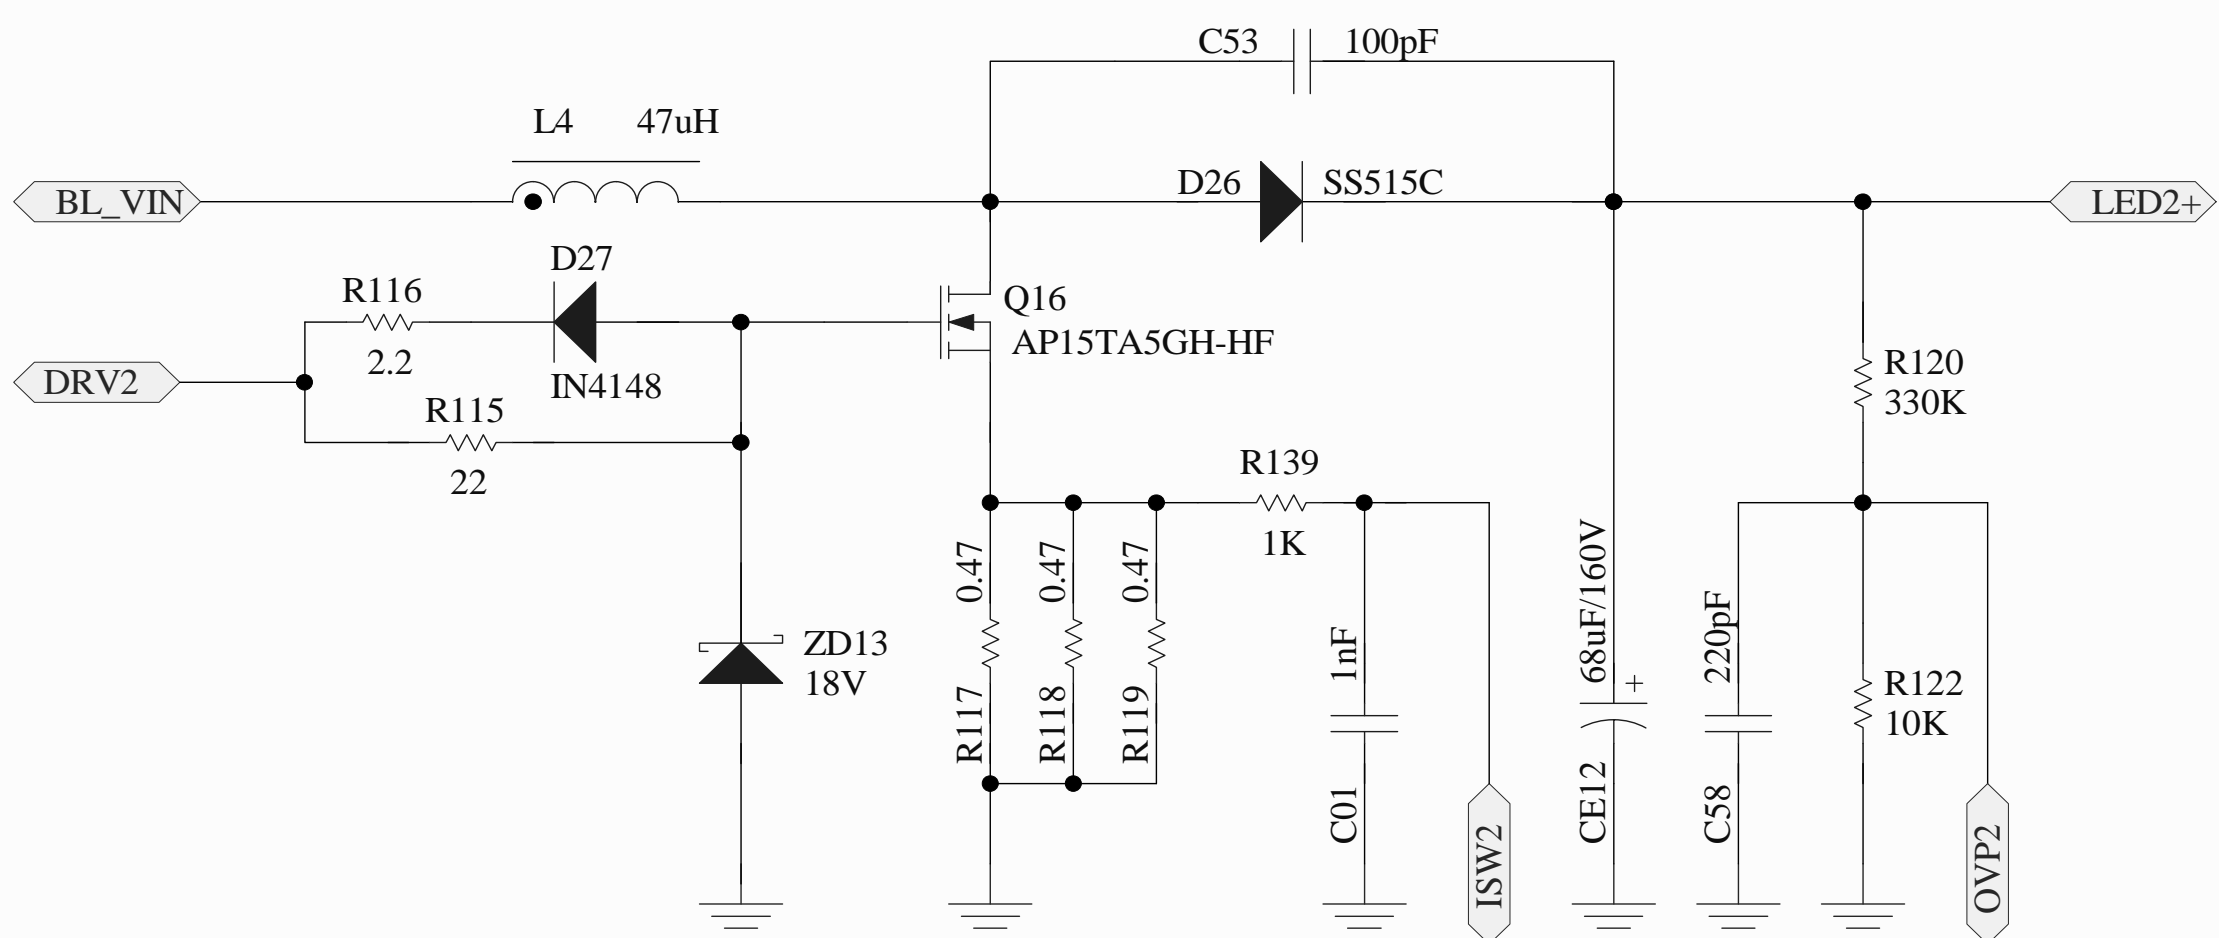 C53
100pF
L4
47uH
BL_VIN
D26
SS515C
LED2+
D27
R116
2.2
IN4148
Q16
AP15TA5GH-HF
DRV2
R115
22
R120
330K
R139
1K
0.47
0.47
0.47
R117
R118
R119
ZD13
18V
1nF
C01
ISW2
68uF/160V
+
CE12
220pF
C58
R122
10K
OVP2